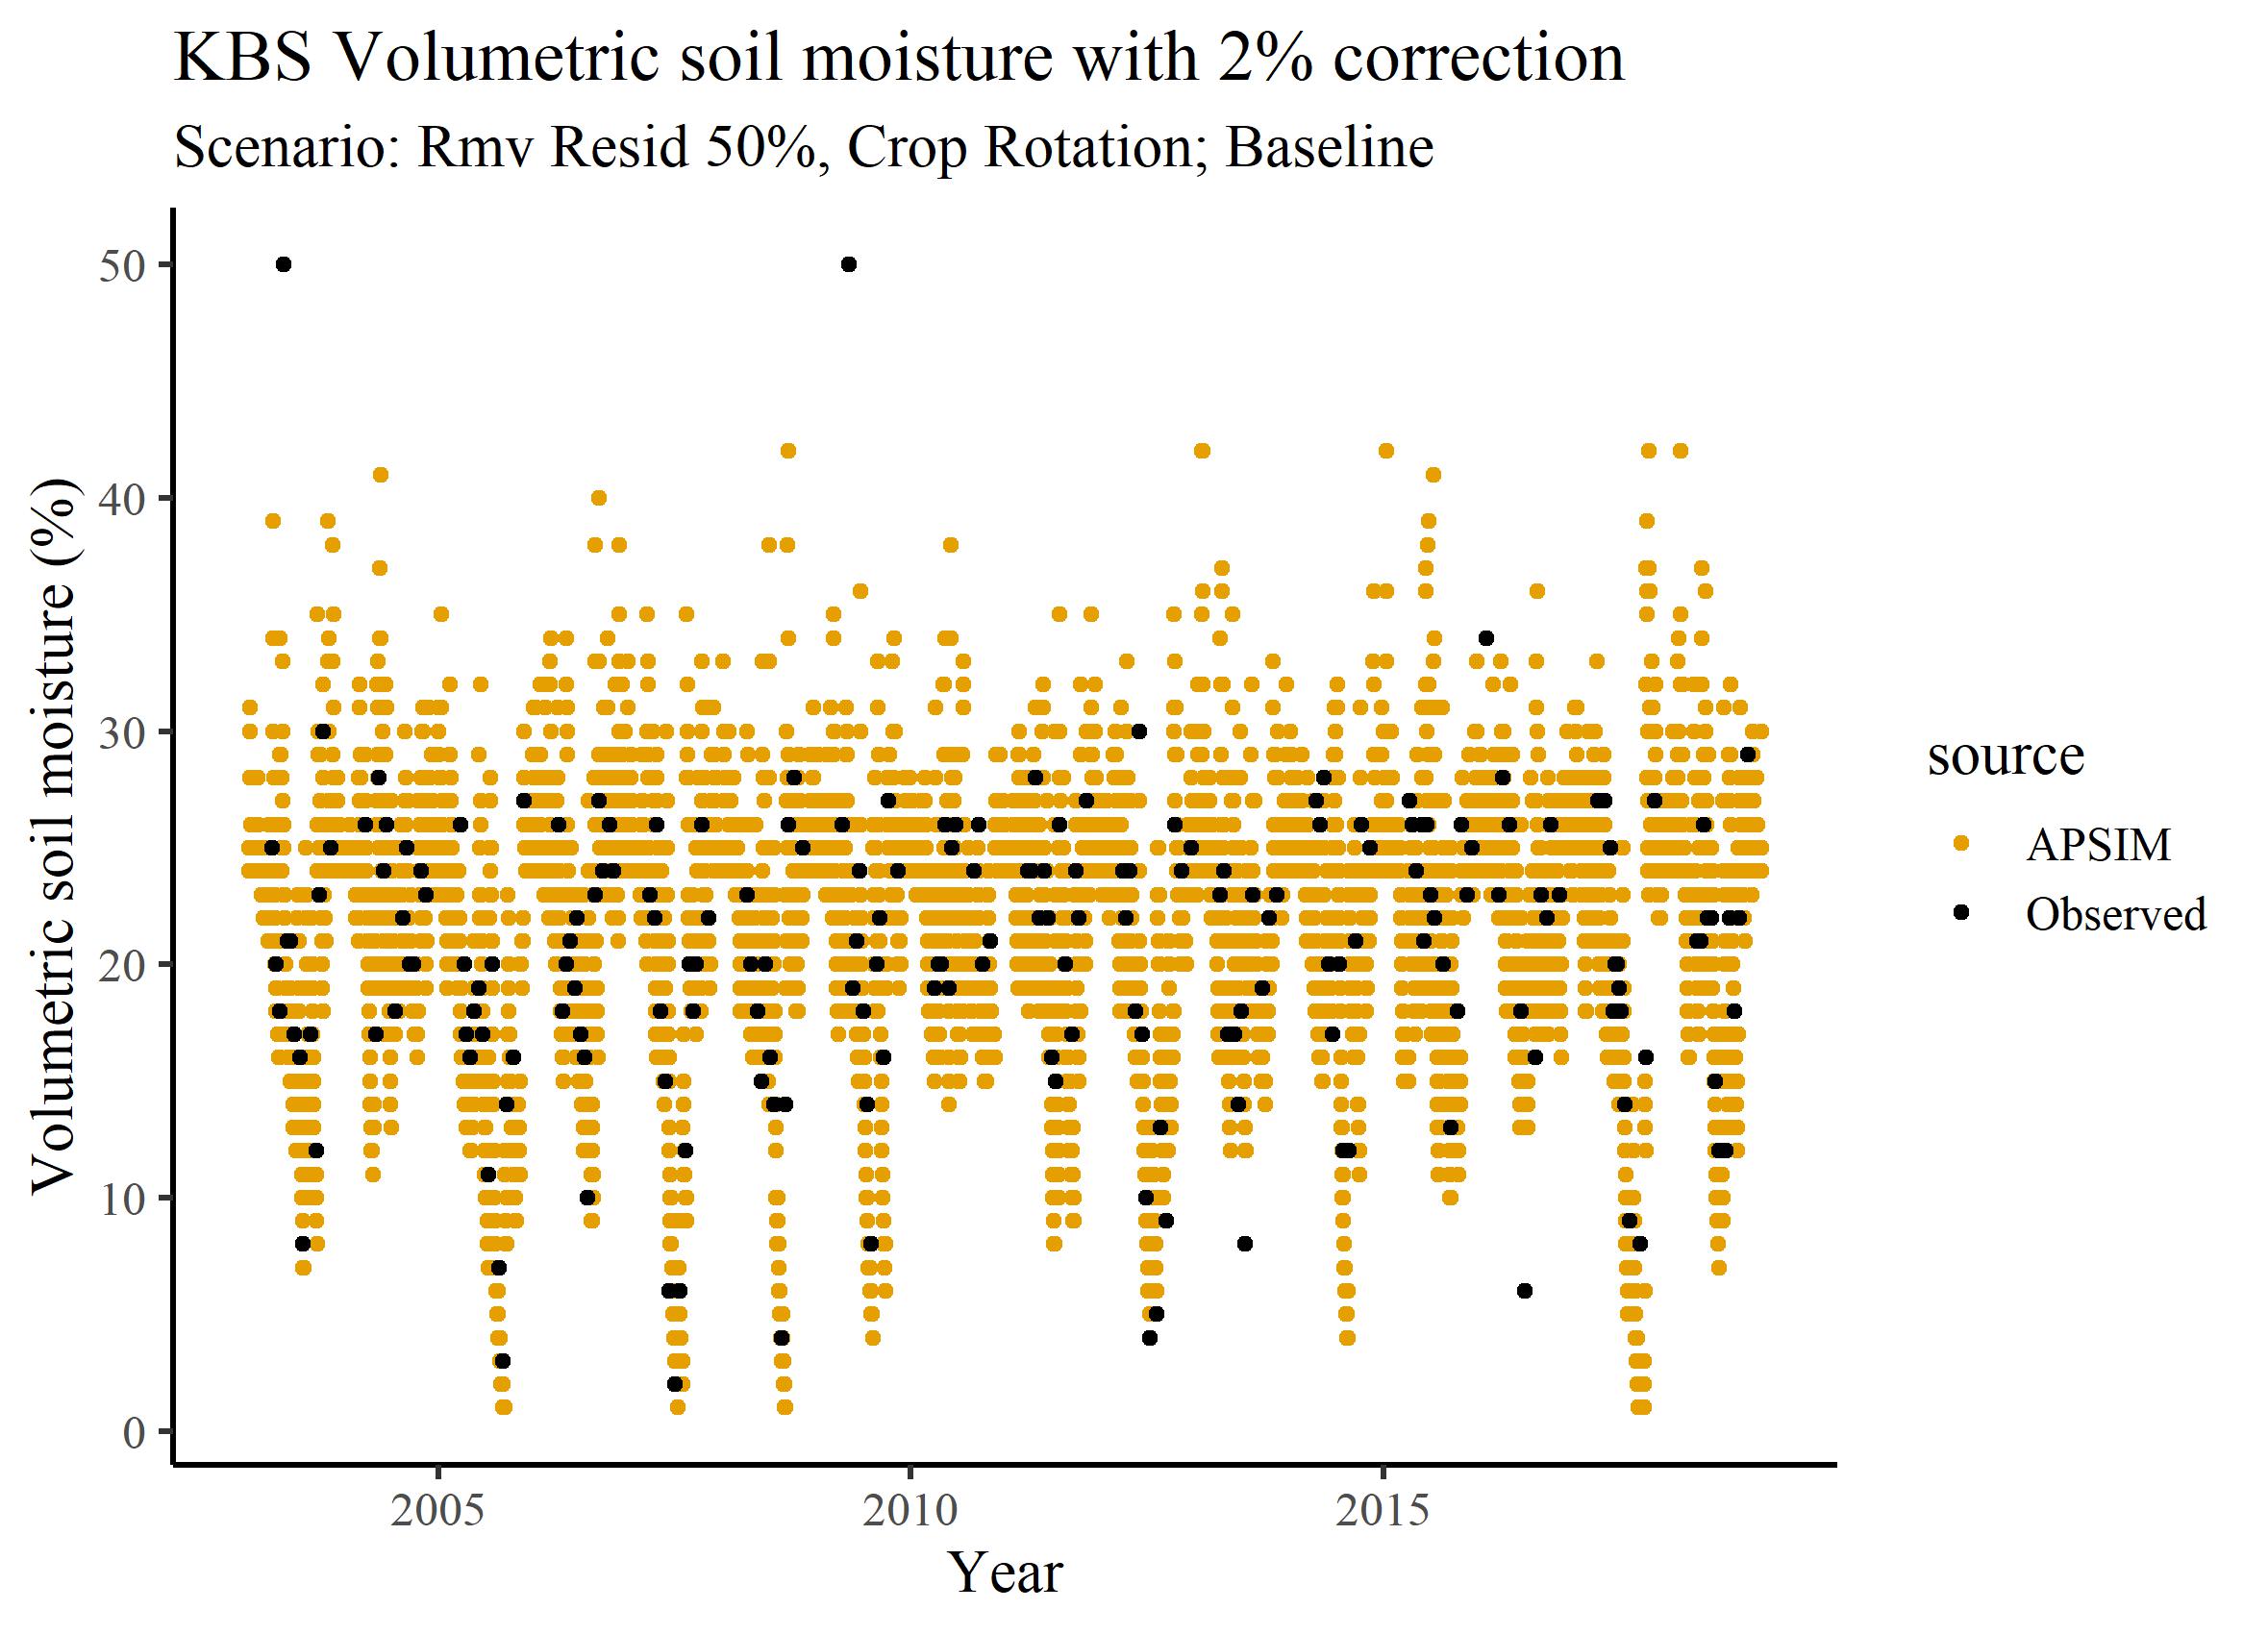 KBS Volumetric soil moisture with 2% correction
Scenario: Rmv Resid 50%, Crop Rotation; Baseline
Volumetric soil moisture (%)
50
40
30
20
10
0
2005 2010 2015
Year
source
APSIM
Observed